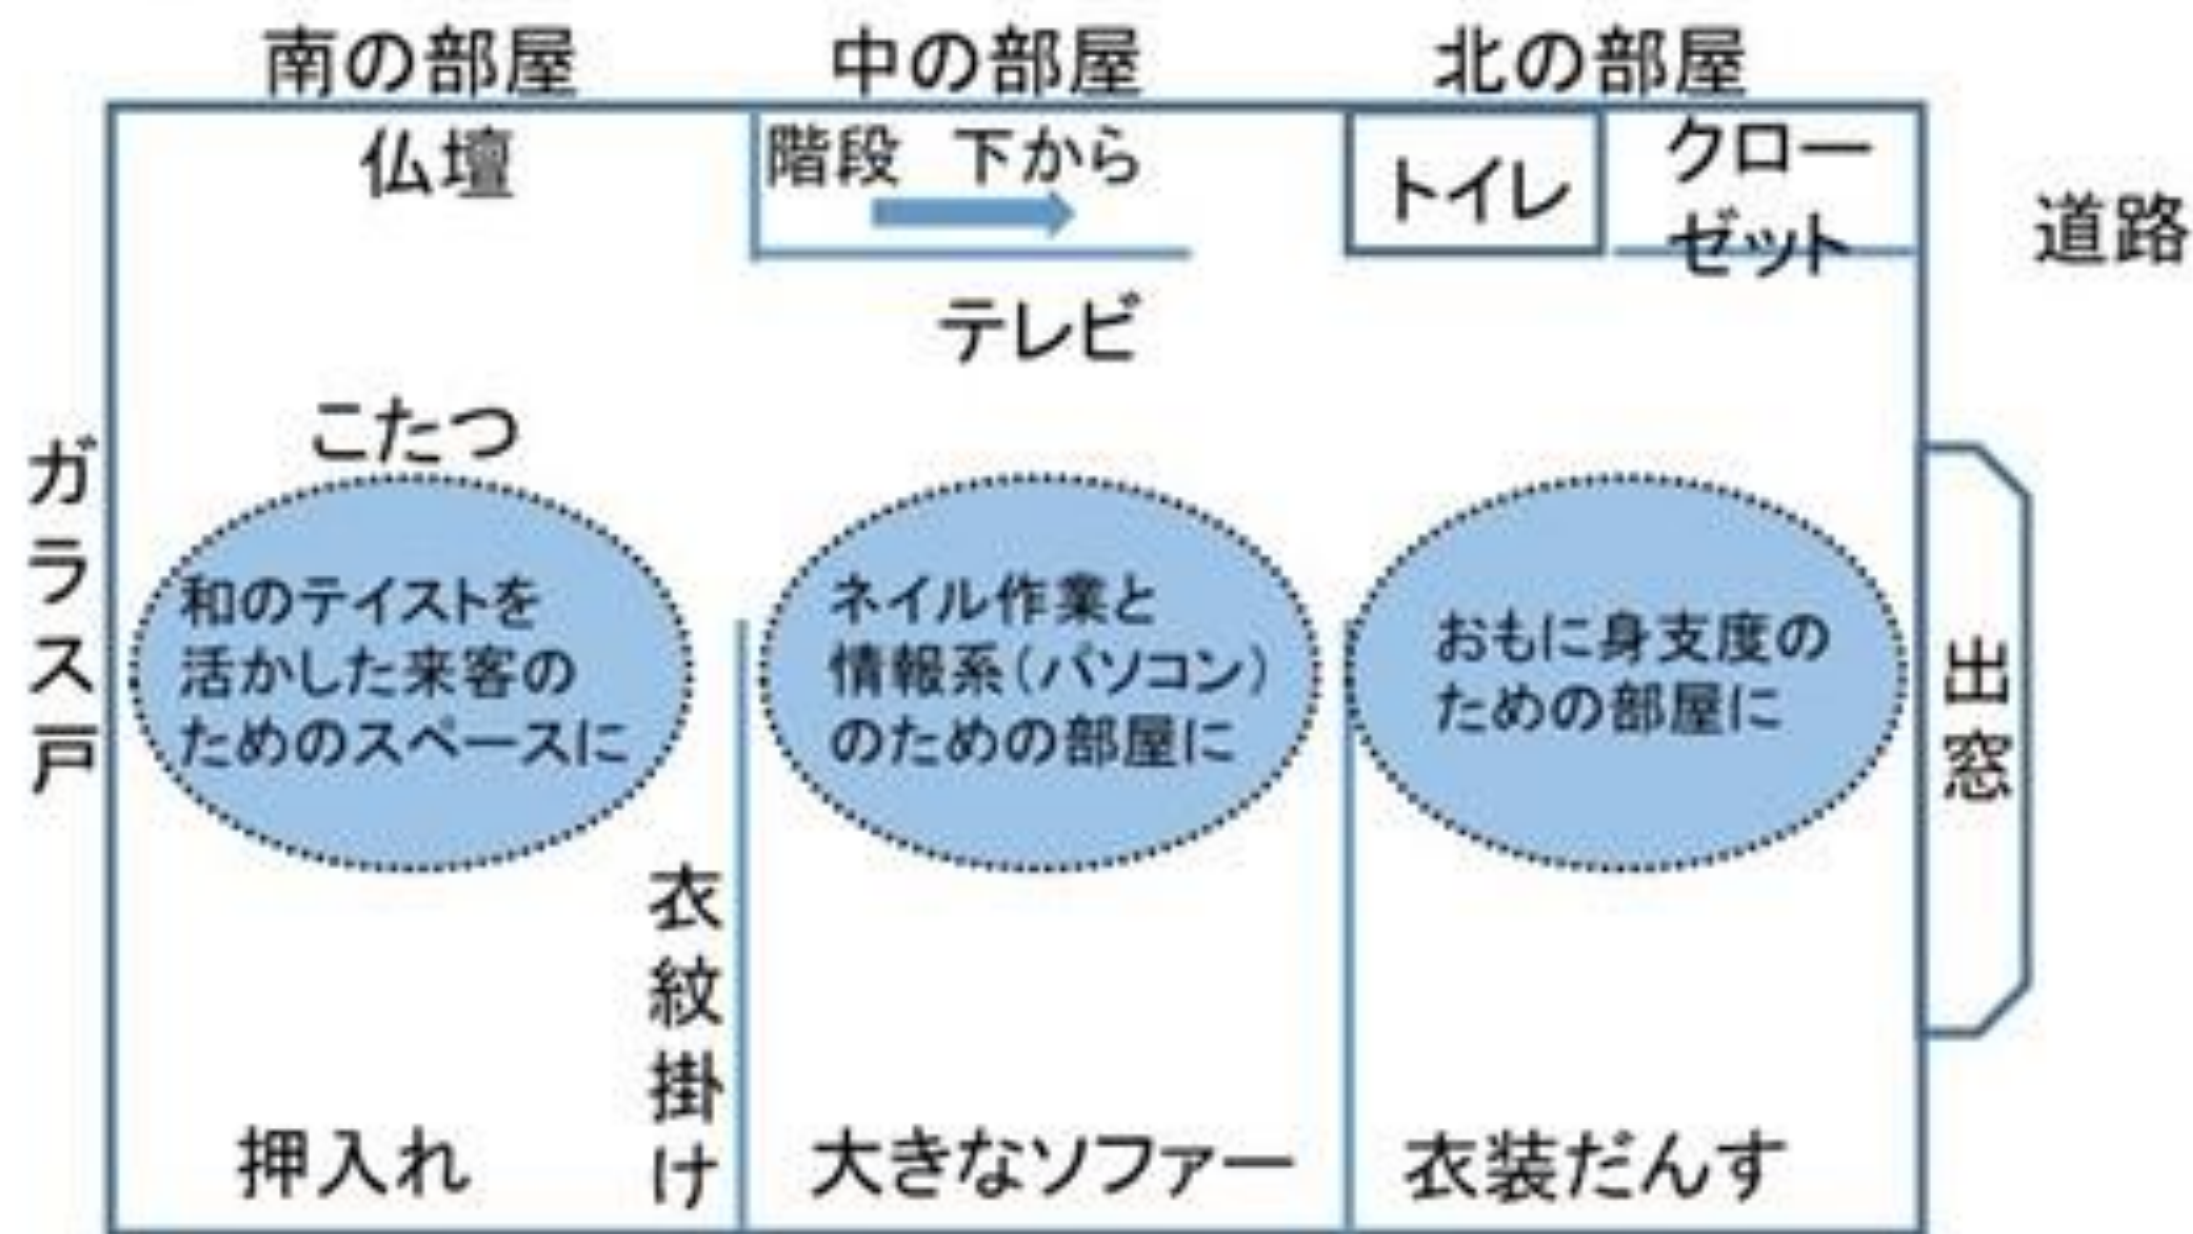 南の部屋
中の部屋
北の部屋
仏壇
階段 下から
トイレ
クロー
ゼット
道路
テレビ
こたつ
ガラス戸
和のテイストを
活かした来客の
ためのスペースに
ネイル作業と
情報系(パソコン)
のための部屋に
おもに身支度の
ための部屋に
出窓
衣紋掛け
押入れ
大きなソファー
衣装だんす